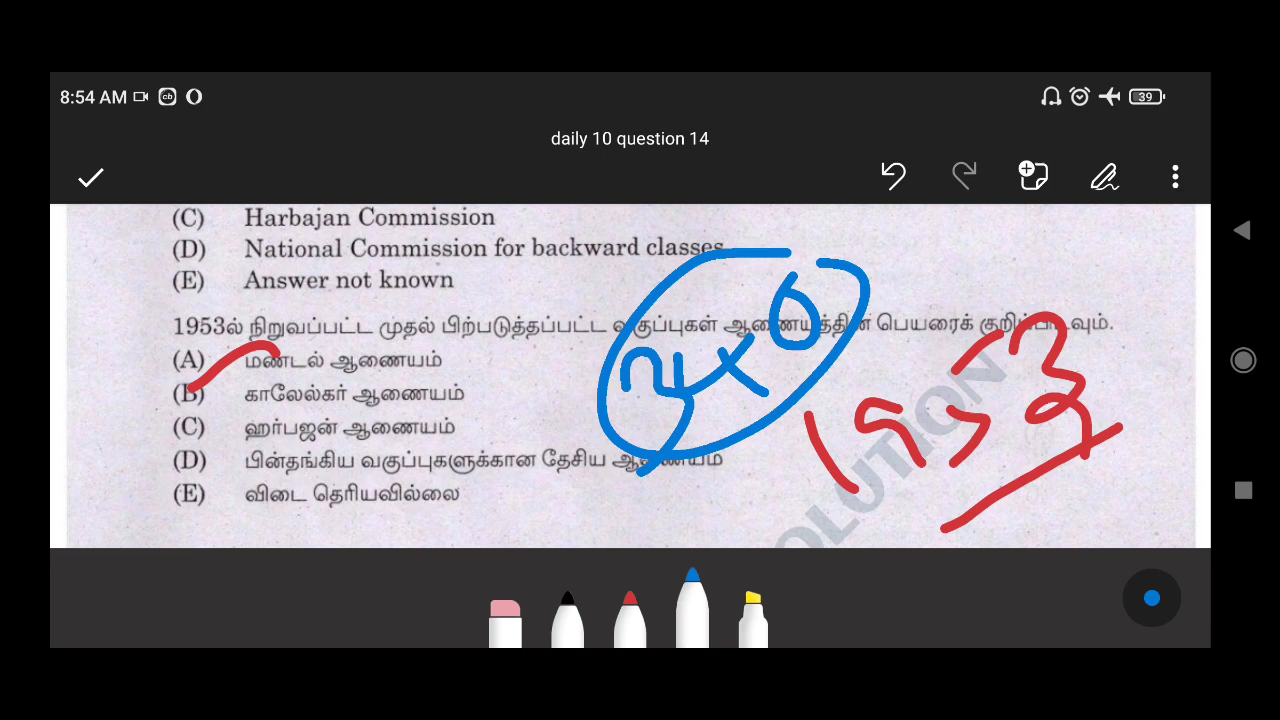 8:54 AM
39
daily 10 question 14
(C) Harbajan Commission
(D) National Commission for backward classes
(E) Answer not known
1953ல் நிறுவப்பட்ட முதல் பிற்படுத்தப்பட்ட வகுப்புகள் ஆணையத்தின் பெயரைக் குறிப்பிடவும்.
(A) மண்டல் ஆணையம்
(B) காலேல்கர் ஆணையம்
(C) ஹர்பஜன் ஆணையம்
(D) பின்தங்கிய வகுப்புகளுக்கான தேசிய ஆணையம்
(E) விடை தெரியவில்லை
1953
OLUTION